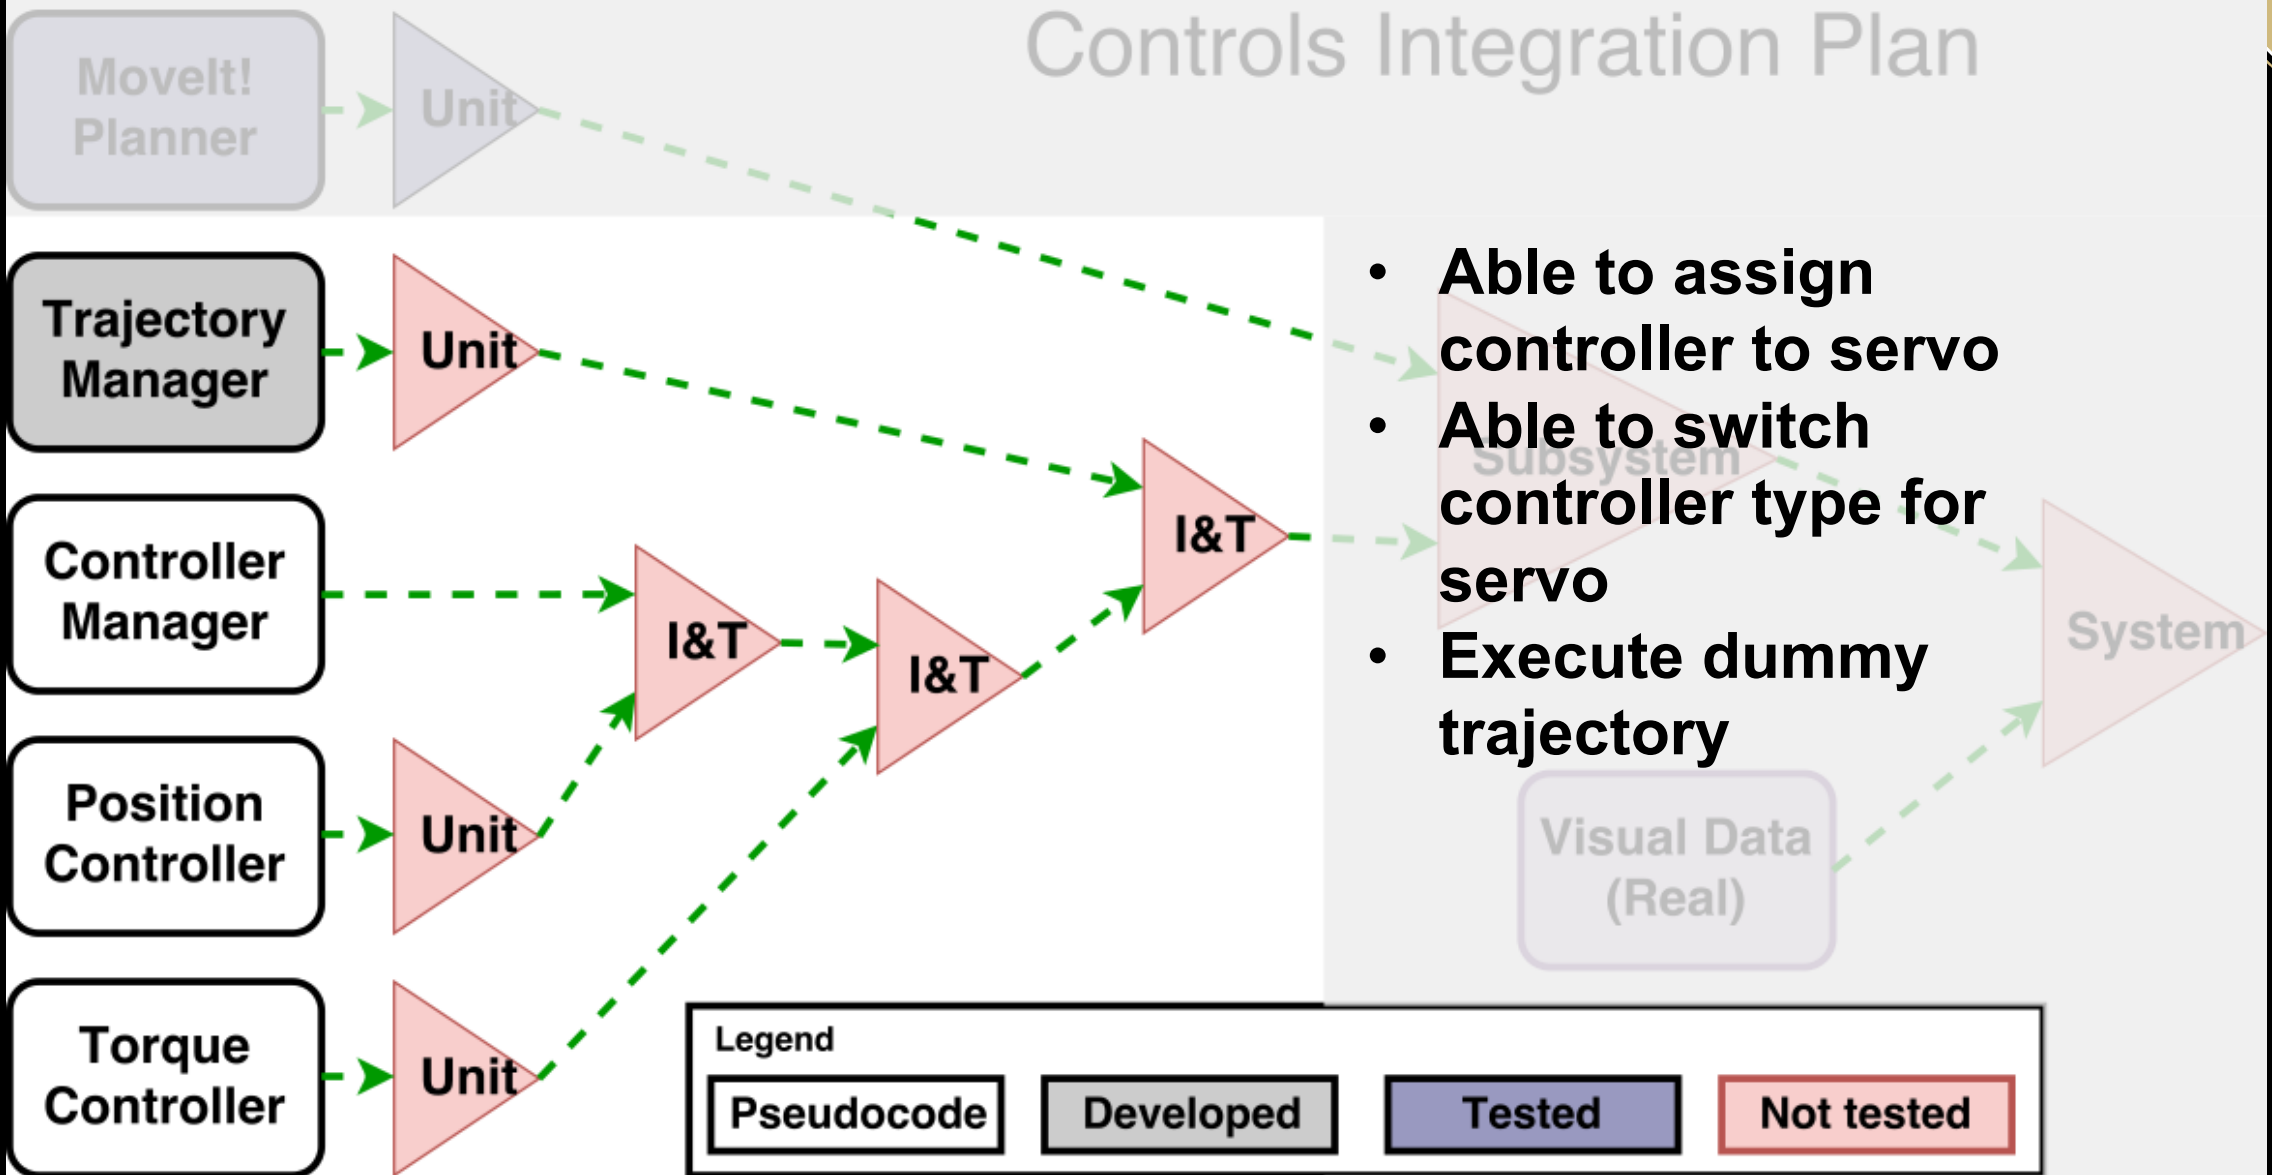 Controls Integration Plan
MoveIt!
Planner
Unit
Trajectory
Manager
Unit
Controller
Manager
I&T
I&T
I&T
Position
Controller
Unit
Torque
Controller
Unit
• Able to assign
controller to servo
• Able to switch
controller type for
servo
• Execute dummy
trajectory
Subsystem
System
Visual Data
(Real)
Legend
Pseudocode
Developed
Tested
Not tested